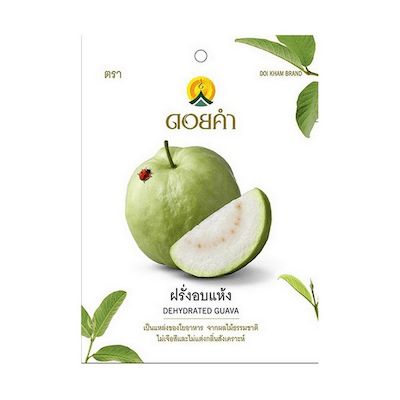 ตรา
DOI KHAM BRAND
ดอยคำ
ฝรั่งอบแห้ง
DEHYDRATED GUAVA
เป็นแหล่งของใยอาหาร จากผลไม้ธรรมชาติ
ไม่เจือสีและไม่แต่งกลิ่นสังเคราะห์